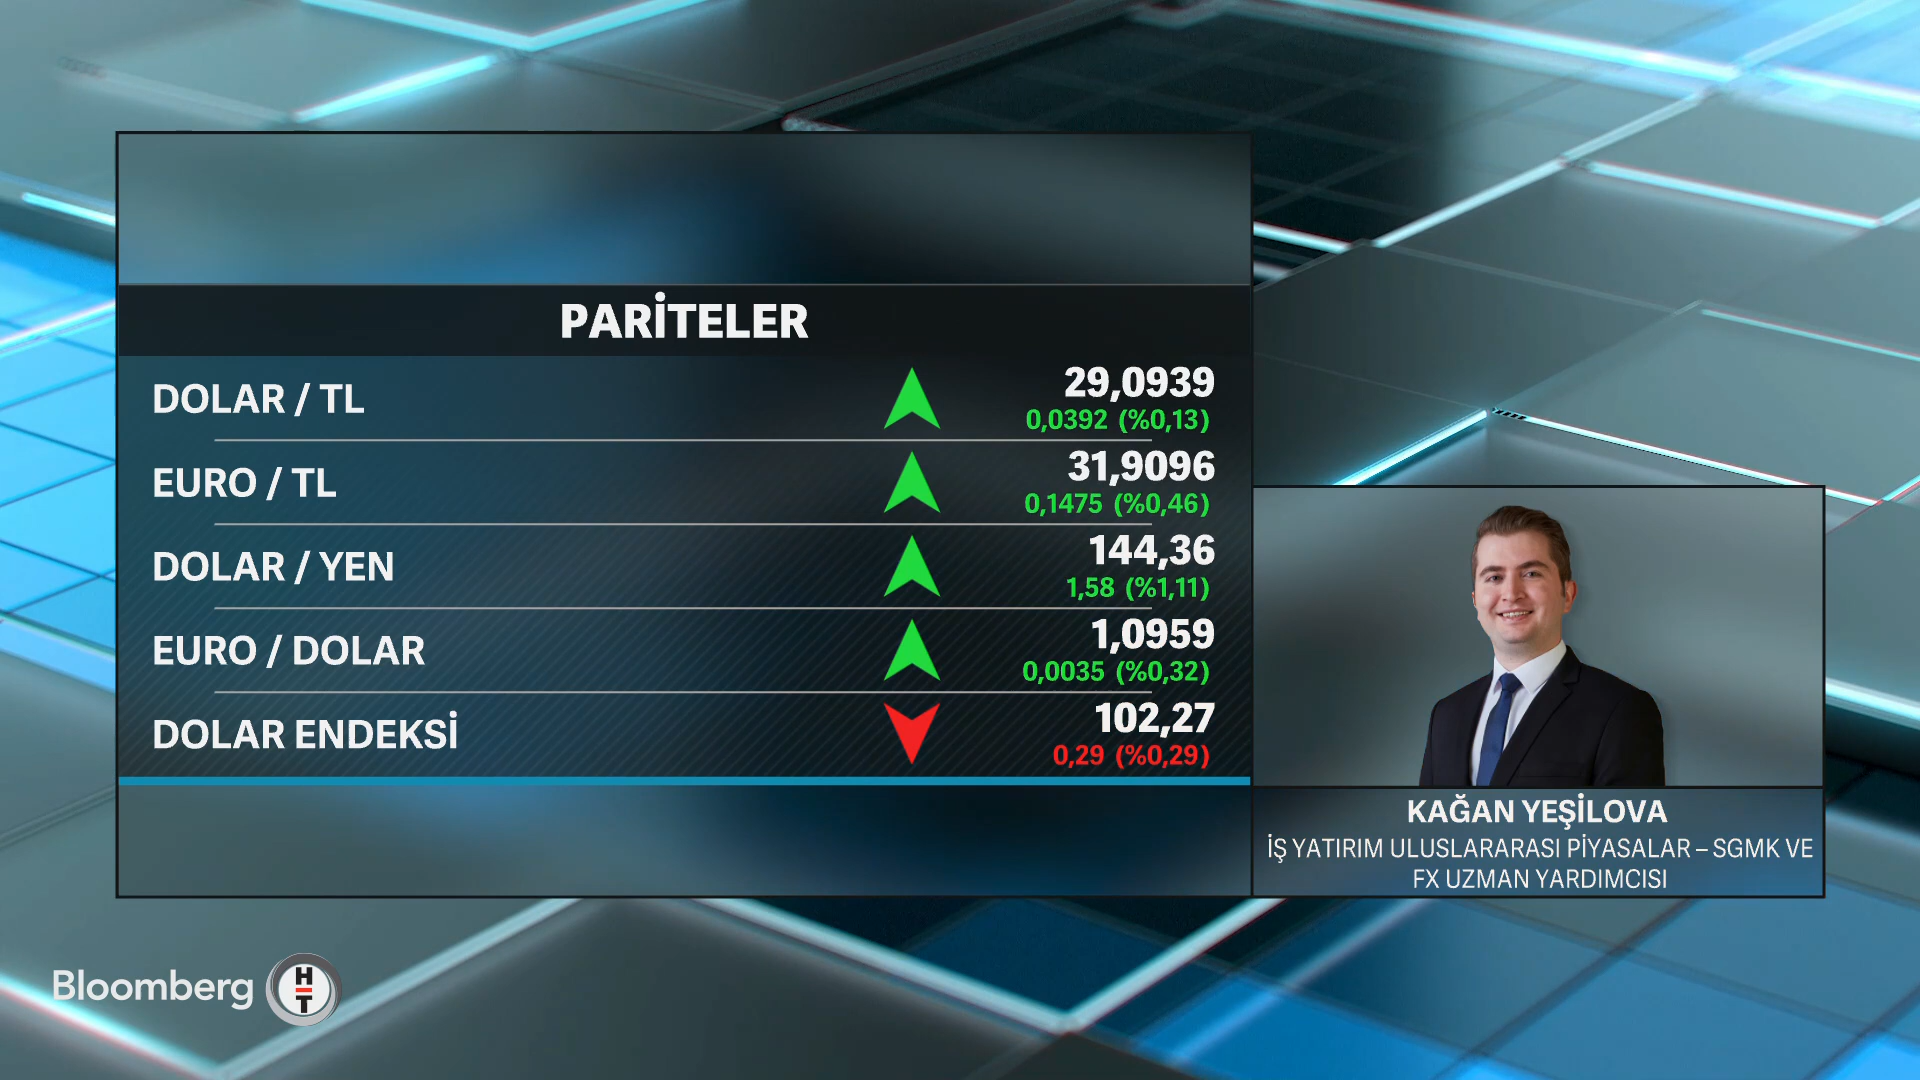 PARİTELER
DOLAR / TL
29,0939
0,0392 (%0,13)
EURO / TL
31,9096
0,1475 (%0,46)
DOLAR / YEN
144,36
1,58 (%1,11)
EURO / DOLAR
1,0959
0,0035 (%0,32)
DOLAR ENDEKSİ
102,27
0,29 (%0,29)
KAĞAN YEŞİLOVA
İŞ YATIRIM ULUSLARARASI PİYASALAR – SGMK VE
FX UZMAN YARDIMCISI
Bloomberg HT